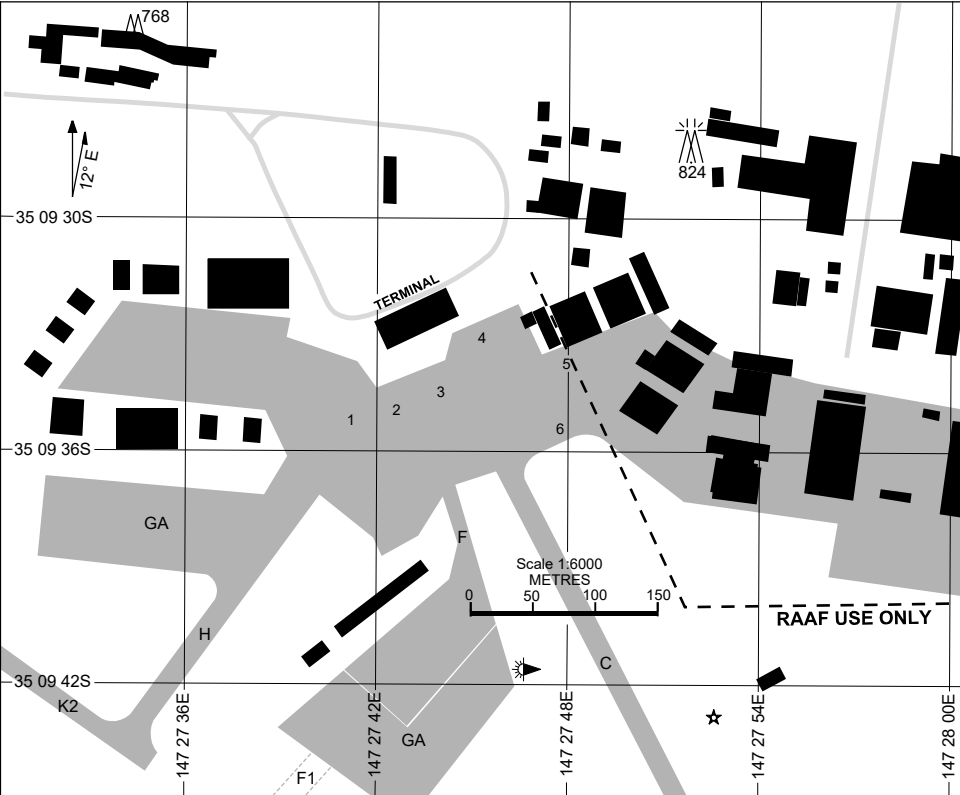 768
12° E
824
35 09 30S
TERMINAL
4
5
3
2
1
6
35 09 36S
GA
F
Scale 1:6000
METRES
0 50 100 150
RAAF USE ONLY
H
C
35 09 42S
K2
GA
F1
147 27 36E
147 27 42E
147 27 48E
147 27 54E
147 28 00E